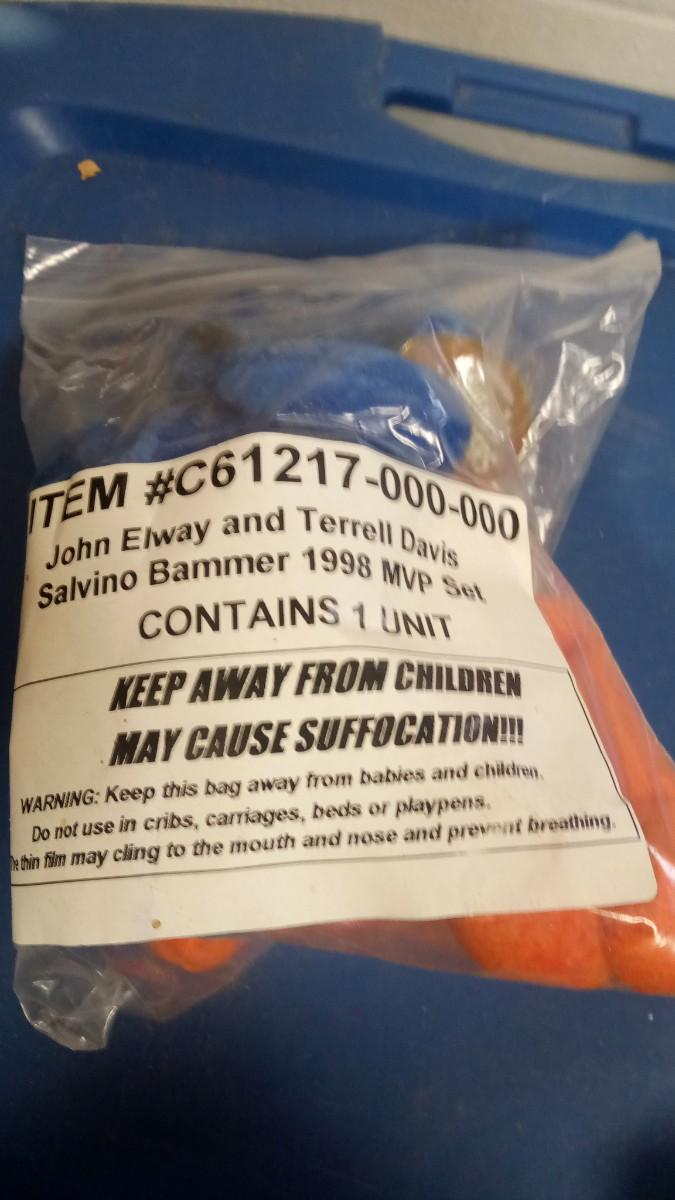 ITEM #C61217-000-000
John Elway and Terrell Davis
Salvino Bammer 1998 MVP Set
CONTAINS 1 UNIT
KEEP AWAY FROM CHILDREN
MAY CAUSE SUFFOCATION!!!
WARNING: Keep this bag away from babies and children.
Do not use in cribs, carriages, beds or playpens.
thin film may cling to the mouth and nose and prevent breathing.